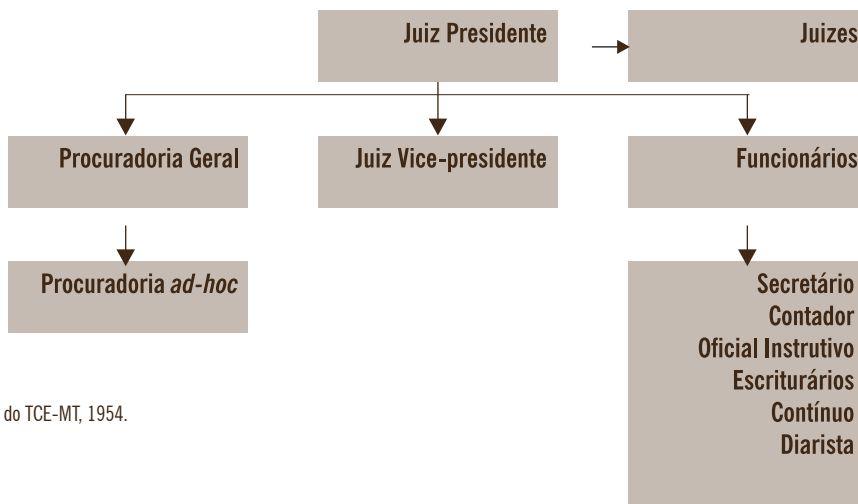 Juiz Presidente
Juizes
Procuradoria Geral
Juiz Vice-presidente
Funcionários
Procuradoria ad-hoc
Secretário
Contador
Oficial Instrutivo
Escriturários
Contínuo
Diarista
do TCE-MT, 1954.